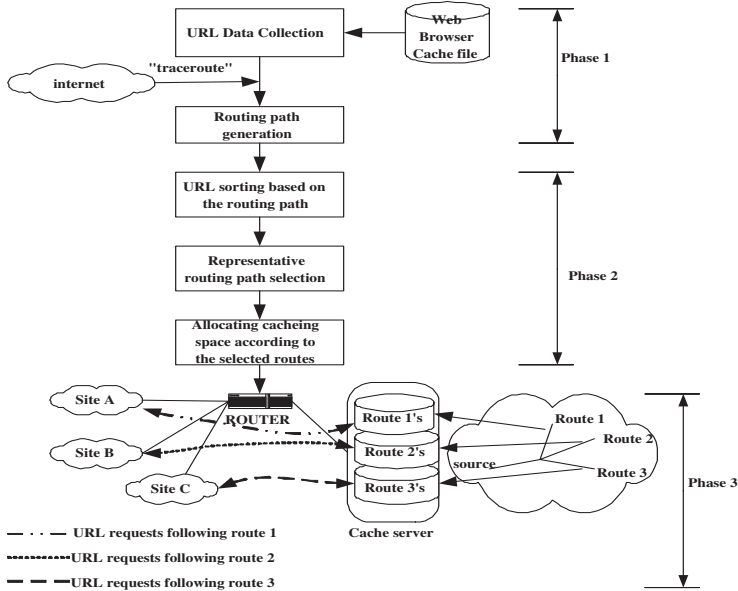 URL Data Collection
Web
Browser
Cache file
Phase 1
"traceroute"
internet
Routing path
generation
URL sorting based on
the routing path
Representative
routing path selection
Phase 2
Allocating cacheing
space according to
the selected routes
Site A
ROUTER
Route 1's
Route 1
Site B
Route 2's
Route 2
source
Site C
Route 3's
Route 3
Phase 3
Cache server
URL requests following route 1
URL requests following route 2
URL requests following route 3